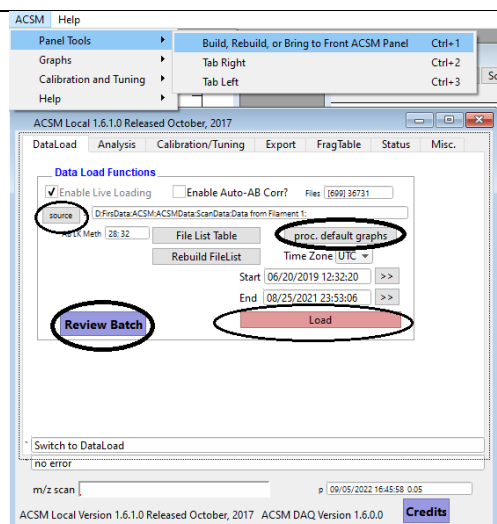 ACSM Help
Panel Tools
Build, Rebuild, or Bring to Front ACSM Panel Ctrl+1
Graphs
Tab Right Ctrl+2
Calibration and Tuning
Tab Left Ctrl+3
Help
ACSM Local 1.6.1.0 Released October, 2017
DataLoad Analysis Calibration/Tuning Export FragTable Status Misc.
Data Load Functions
Enable Live Loading Enable Auto-AB Corr? Files [699] 36731
source D:FirsData:ACSM:ACSMData:ScanData:Data from Filament 1:
Meth 28: 32 File List Table proc. default graphs
Rebuild FileList Time Zone UTC
Start 06/20/2019 12:32:20 >>
End 08/25/2021 23:53:06 >>
Review Batch Load
Switch to DataLoad
no error
m/z scan p 09/05/2022 16:45:58 0.05
ACSM Local Version 1.6.1.0 Released October, 2017 ACSM DAQ Version 1.6.0.0 Credits